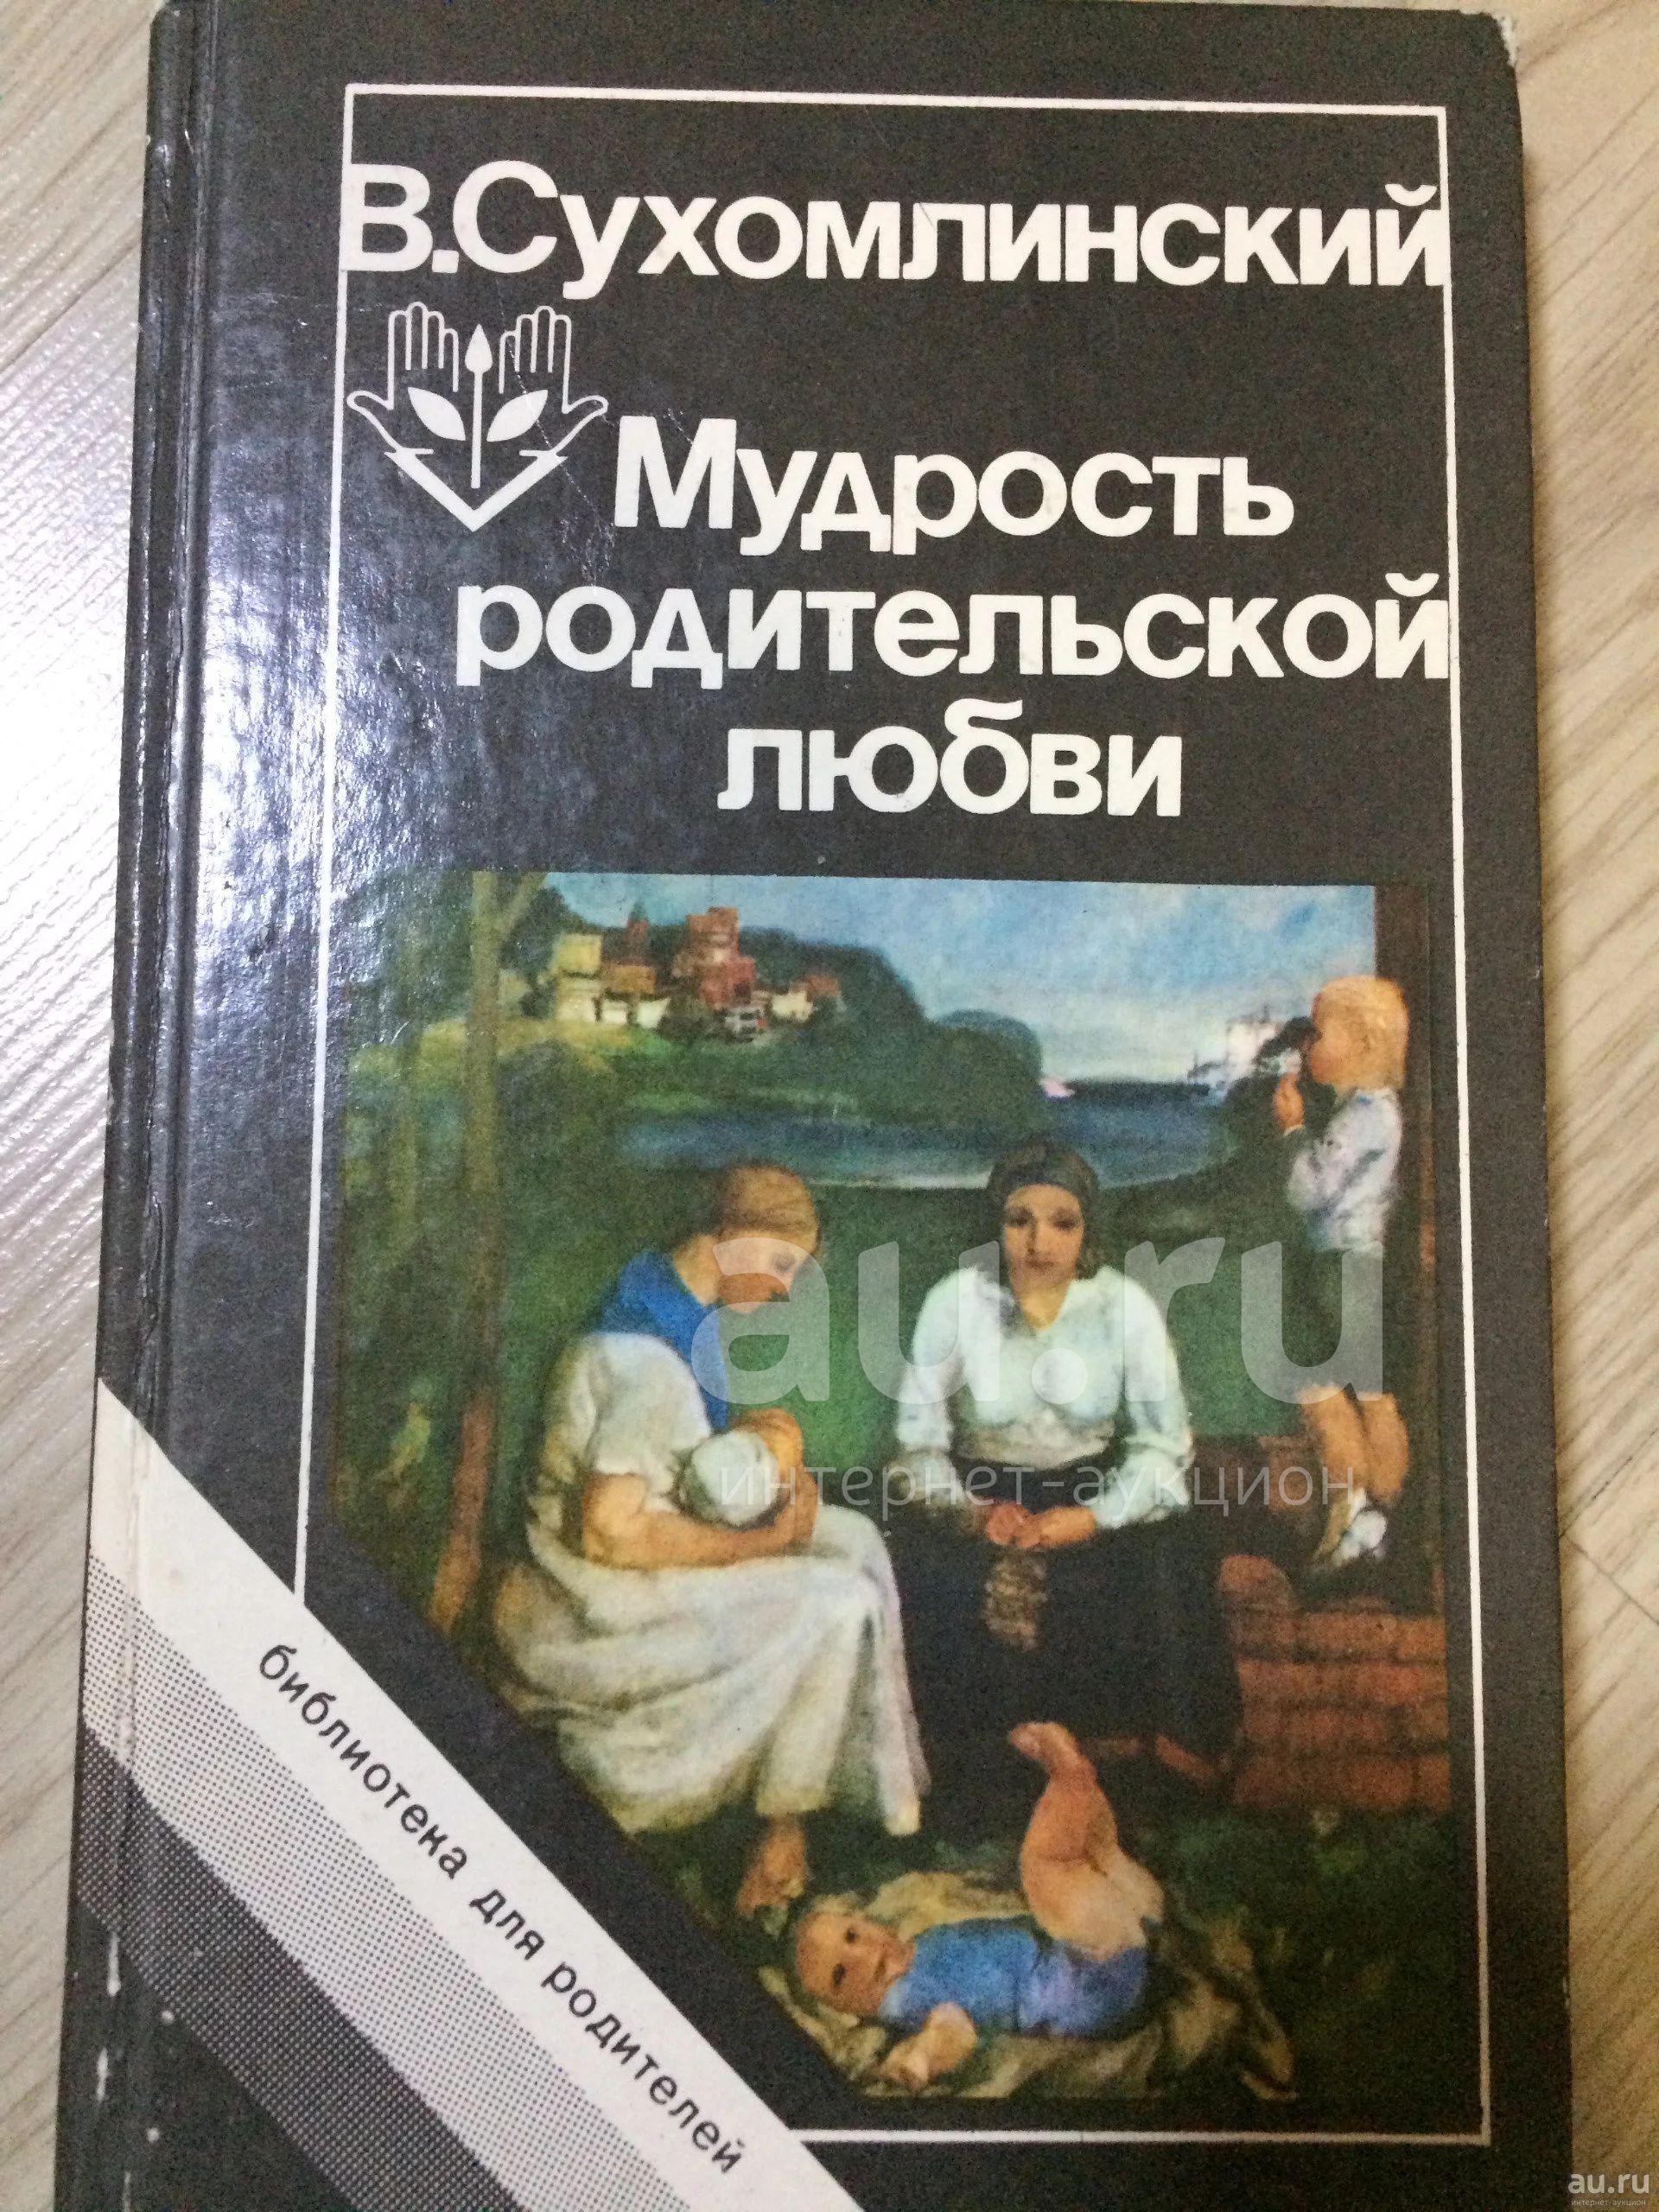 В.Сухомлинский
Мудрость
родительской
любви
au.ru
интернет-аукцион
библиотека для родителей
au.ru
интернет-аукцион